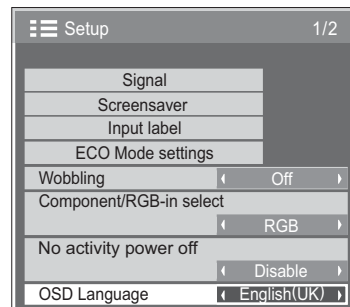 Setup 1/2
Signal
Screensaver
Input label
ECO Mode settings
Wobbling Off
Component/RGB-in select
RGB
No activity power off
Disable
OSD Language English(UK)